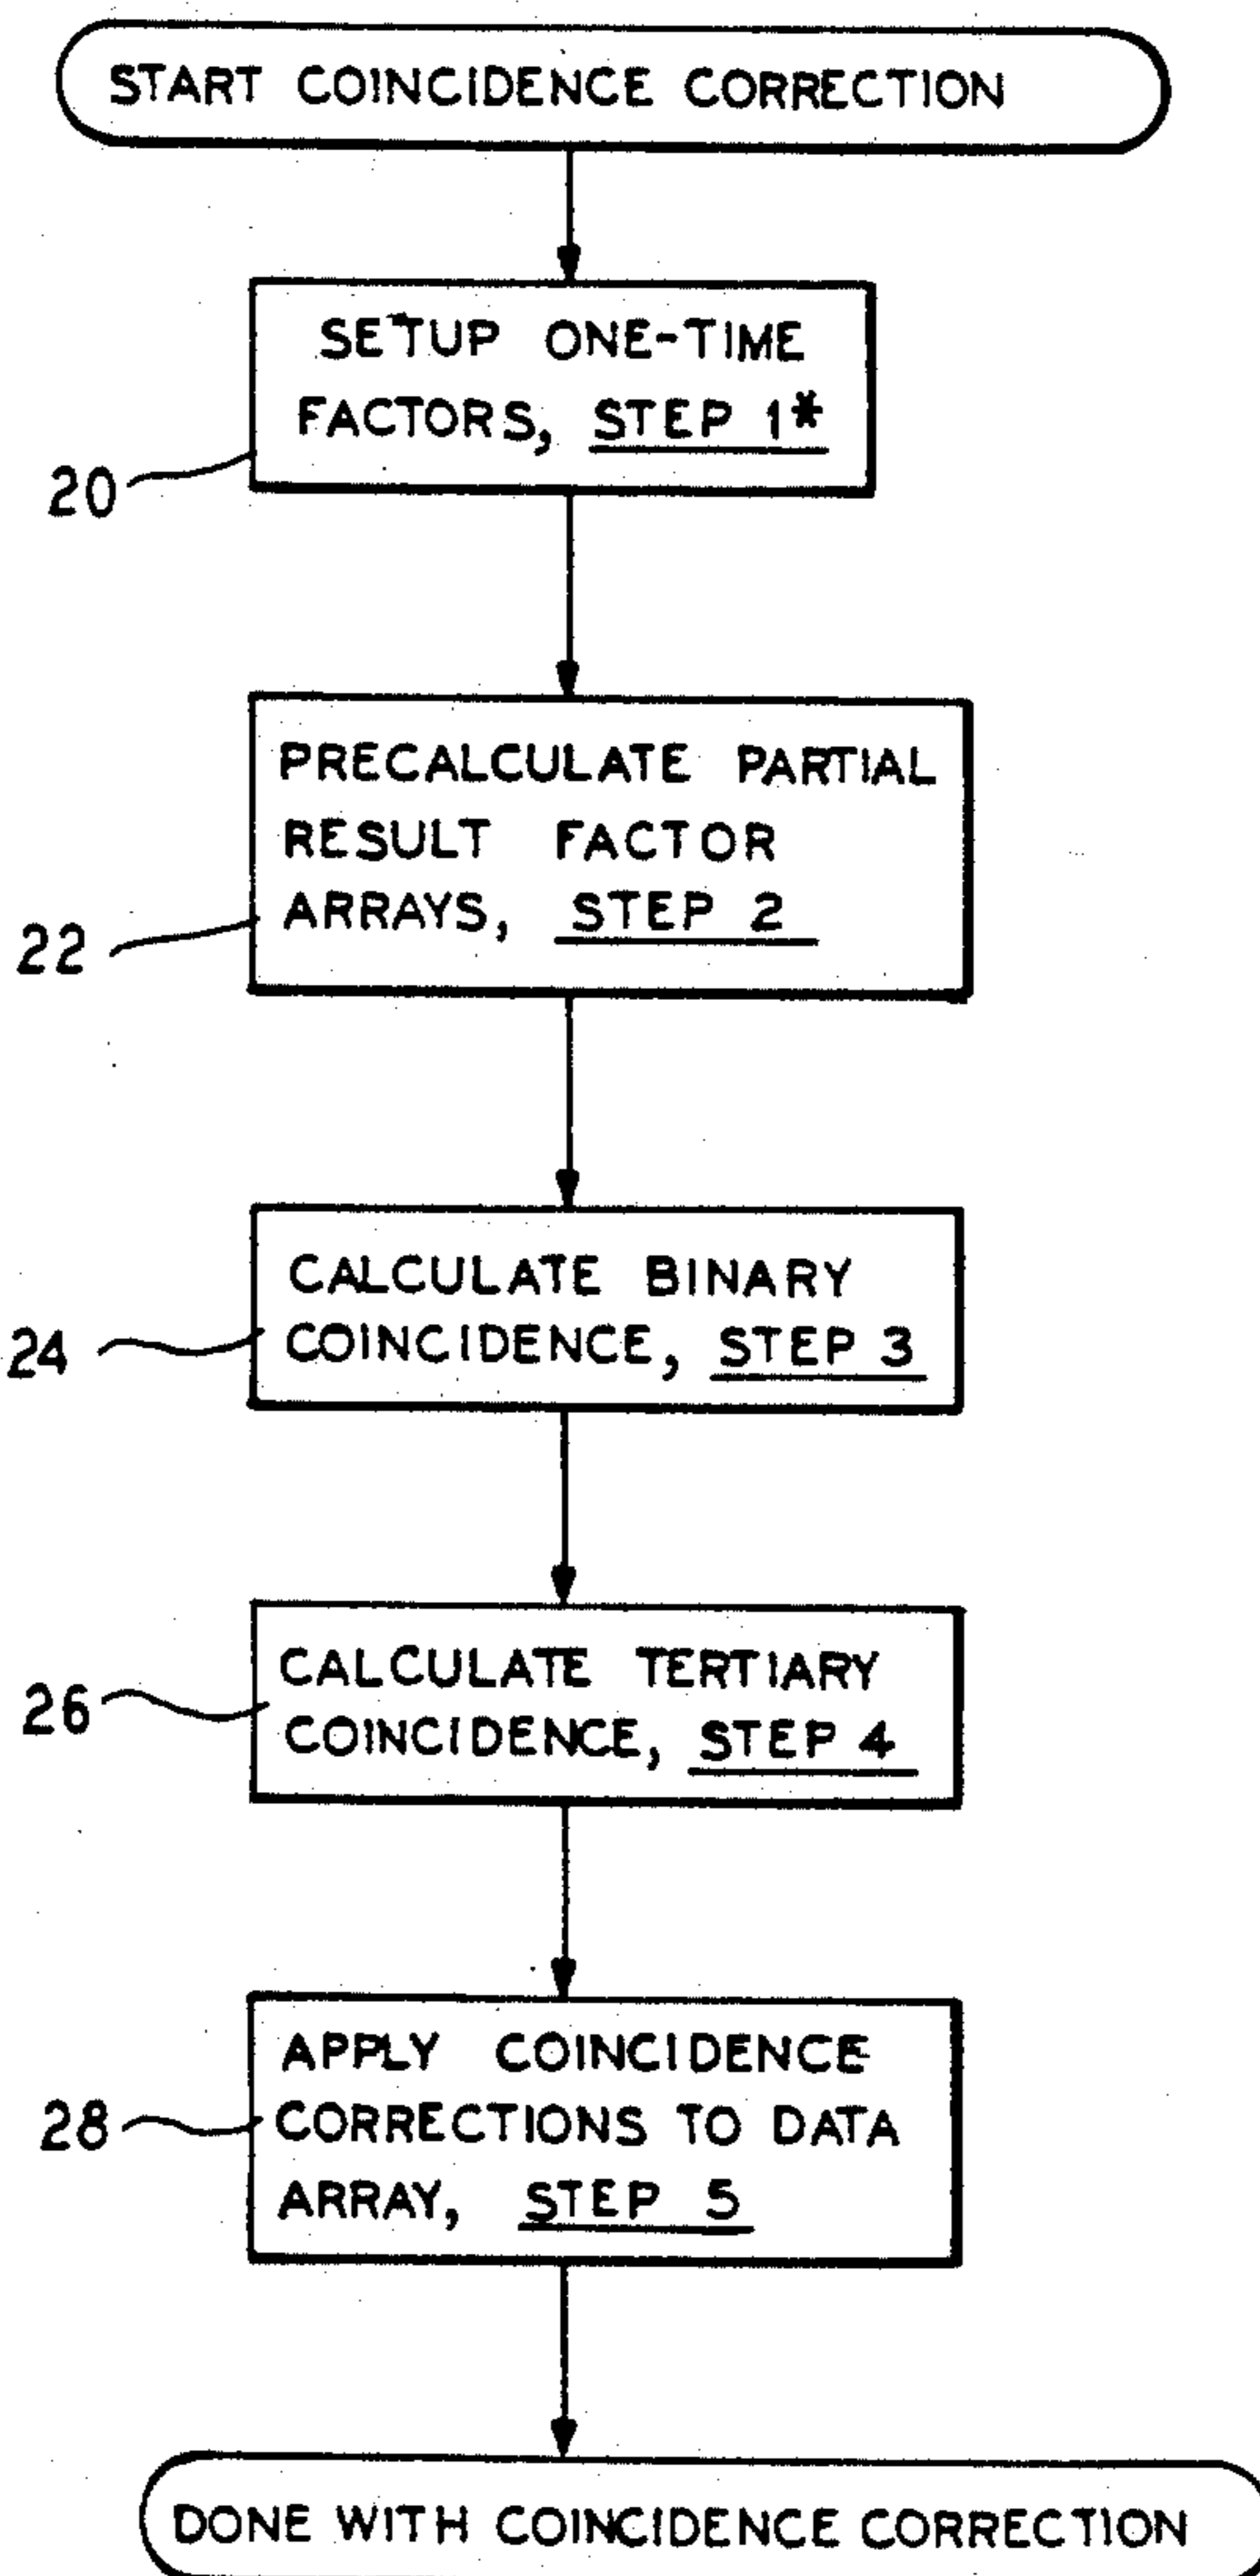 START COINCIDENCE CORRECTION
SETUP ONE-TIME
FACTORS, STEP 1*
20
PRECALCULATE PARTIAL
RESULT FACTOR
ARRAYS, STEP 2
22
CALCULATE BINARY
COINCIDENCE, STEP 3
24
CALCULATE TERTIARY
COINCIDENCE, STEP 4
26
APPLY COINCIDENCE
CORRECTIONS TO DATA
ARRAY, STEP 5
28
DONE WITH COINCIDENCE CORRECTION